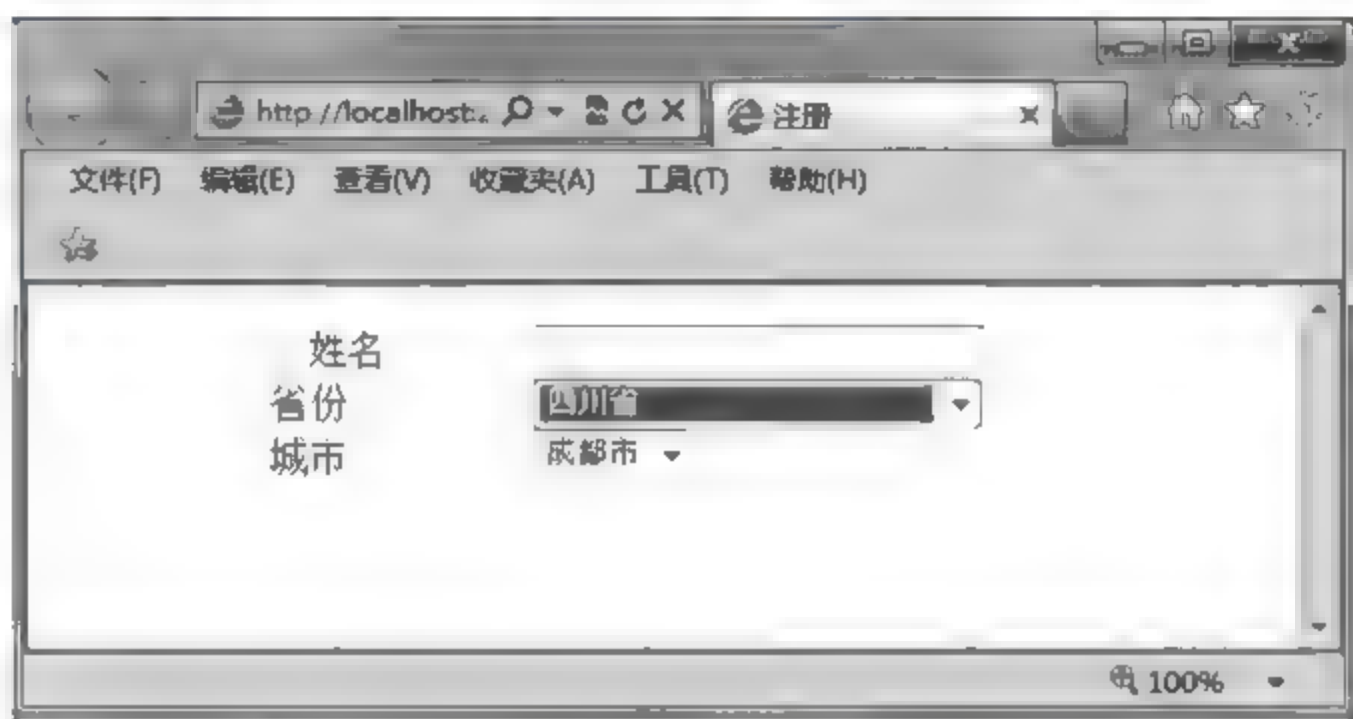 http://localhost:.. 注册
文件(F) 编辑(E) 查看(V) 收藏夹(A) 工具(T) 帮助(H)
姓名
省份 四川省
城市 成都市
100%